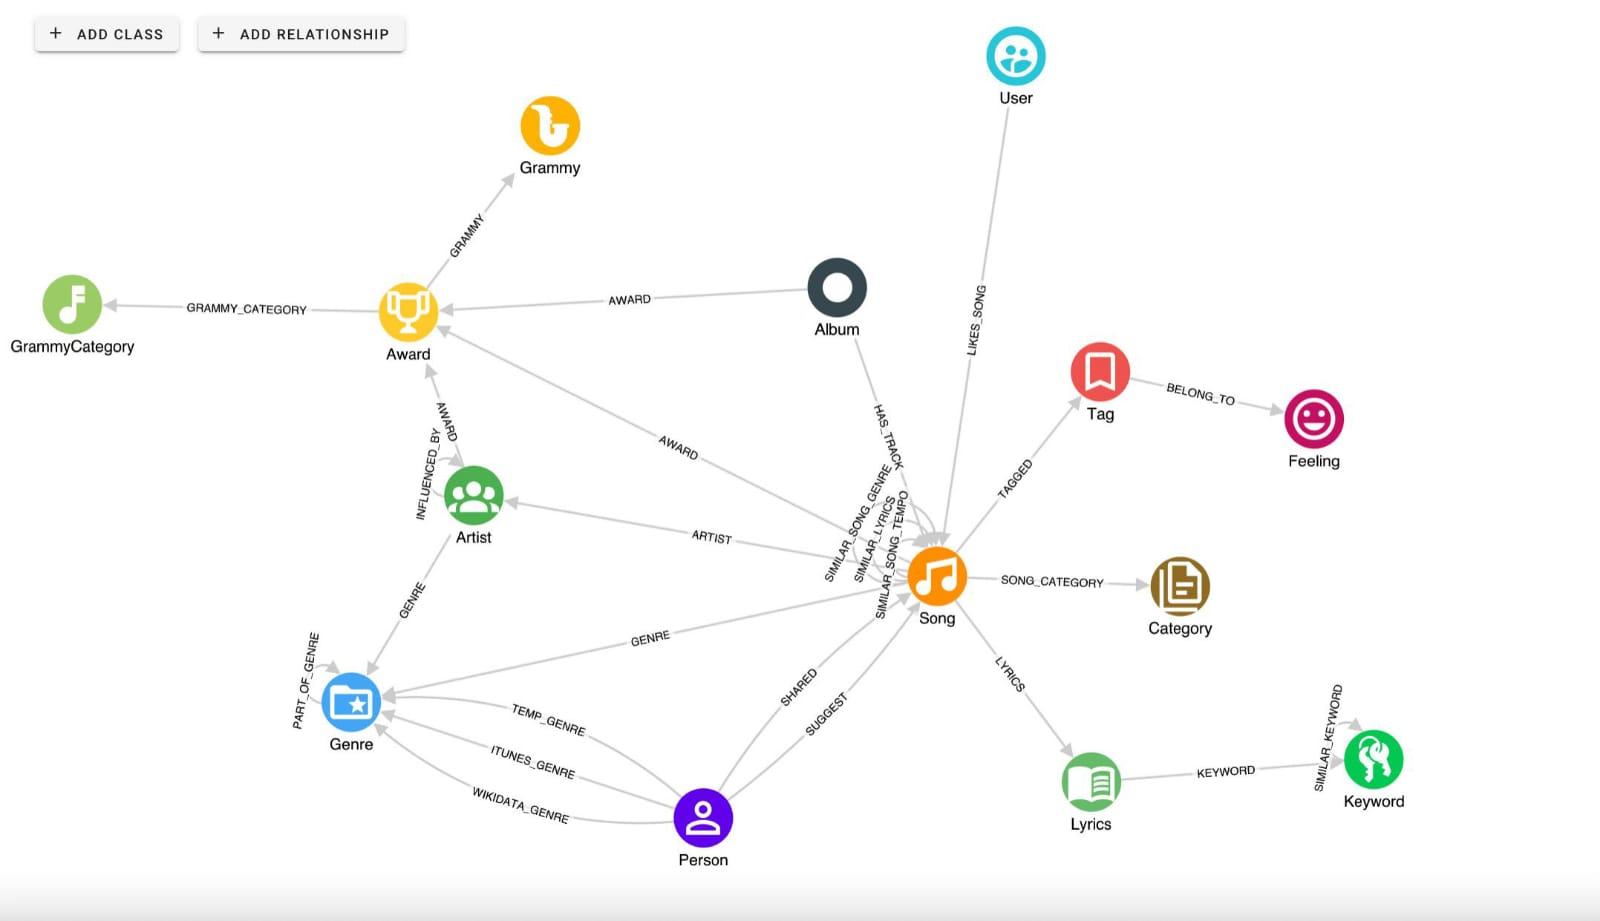 + ADD CLASS
+ ADD RELATIONSHIP
User
Grammy
GRAMMY
LIKES_SONG
GRAMMY_CATEGORY
AWARD
Album
GrammyCategory
Award
Tag
BELONG_TO
Feeling
HAS_TRACK
AWARD
INFLUENCED_BY
AWARD
TAGGED
SIMILAR_SONG_GENRE
SIMILAR_LYRICS
SIMILAR_SONG_TEMPO
Artist
ARTIST
SONG_CATEGORY
Song
Category
GENRE
GENRE
PART_OF_GENRE
LYRICS
SHARED
SUGGEST
SIMILAR_KEYWORD
Genre
TEMP_GENRE
ITUNES_GENRE
WIKIDATA_GENRE
KEYWORD
Keyword
Lyrics
Person